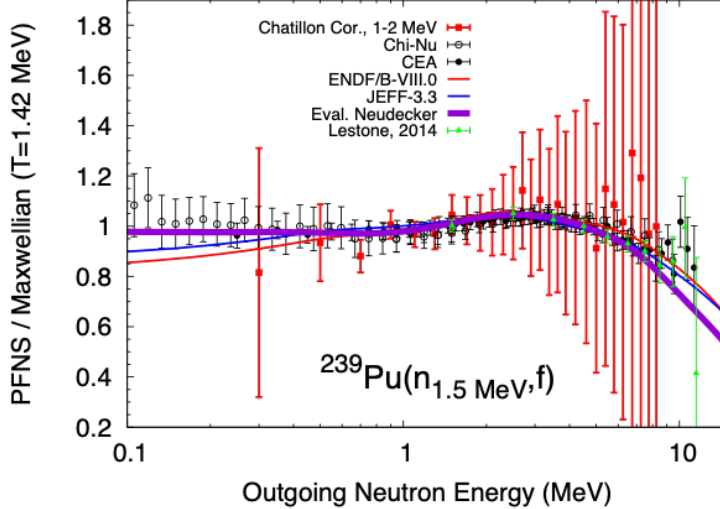 PFNS / Maxwellian (T=1.42 MeV)
1.8
1.6
1.4
1.2
1
0.8
0.6
0.4
0.2
Chatillon Cor., 1-2 MeV
Chi-Nu
CEA
ENDF/B-VIII.0
JEFF-3.3
Eval. Neudecker
Lestone, 2014
239Pu(n1.5 MeV,f)
0.1 1 10
Outgoing Neutron Energy (MeV)